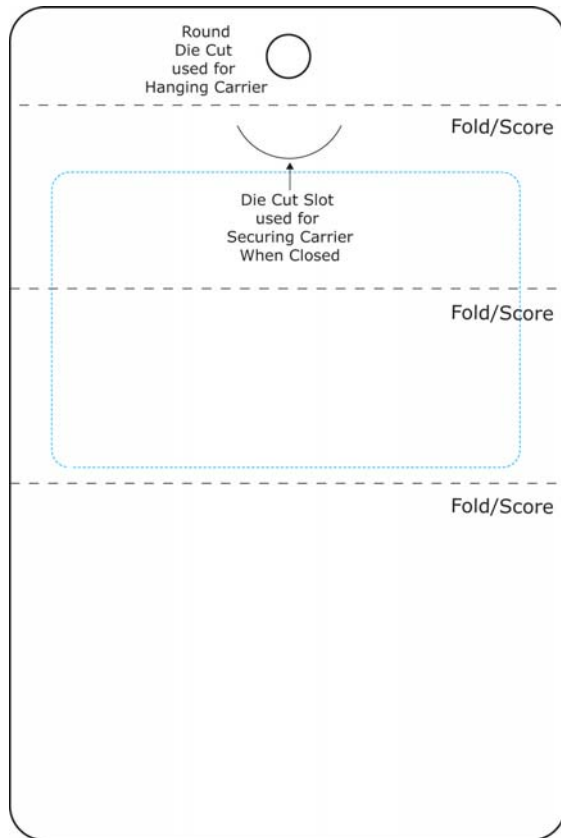 Round
Die Cut
used for
Hanging Carrier
Fold/Score
Die Cut Slot
used for
Securing Carrier
When Closed
Fold/Score
Fold/Score